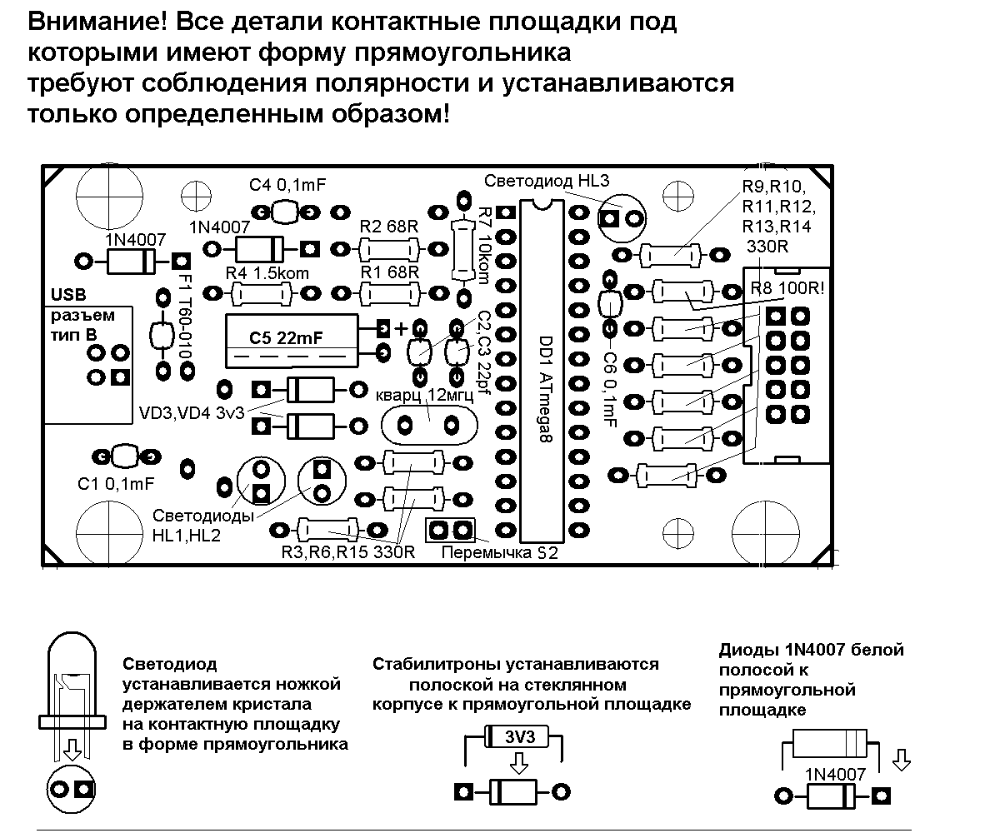 Внимание! Все детали контактные площадки под
которыми имеют форму прямоугольника
требуют соблюдения полярности и устанавливаются
только определенным образом!
C4 0,1mF
Светодиод HL3
R9,R10,
R11,R12,
R13,R14
330R
1N4007
1N4007
R2 68R
R7 10kom
F1 T60-010
R4 1.5kom
R1 68R
R8 100R!
USB
разъем
тип В
C5 22mF
+
C2,C3 22pf
DD1 ATmega8
C6 0,1mF
VD3,VD4 3v3
кварц 12мгц
C1 0,1mF
Светодиоды
HL1,HL2
R3,R6,R15 330R
Перемычка S2
Светодиод
устанавливается ножкой
держателем кристала
на контактную площадку
в форме прямоугольника
Стабилитроны устанавливаются
полоской на стеклянном
корпусе к прямоугольной площадке
3V3
Диоды 1N4007 белой
полосой к
прямоугольной
площадке
1N4007